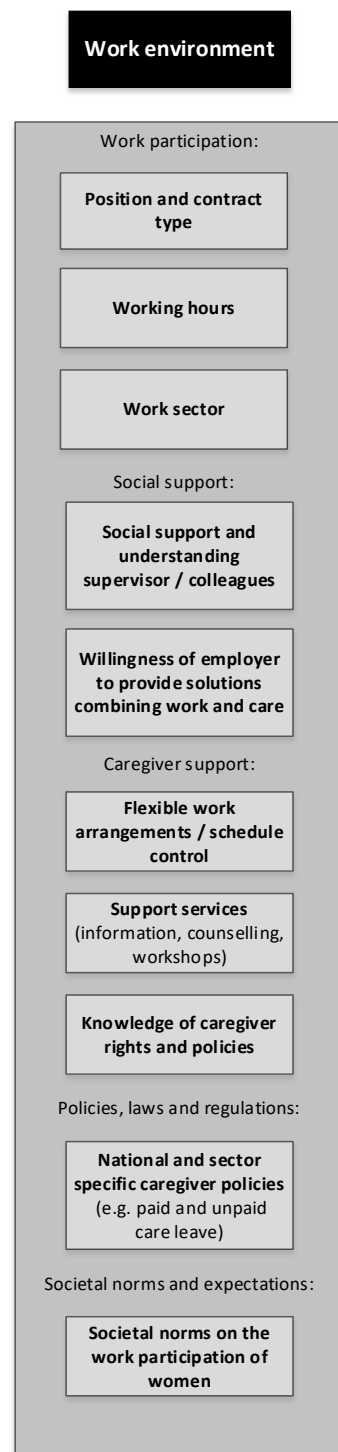 Work environment
Work participation:
Position and contract
type
Working hours
Work sector
Social support:
Social support and
understanding
supervisor / colleagues
Willingness of employer
to provide solutions
combining work and care
Caregiver support:
Flexible work
arrangements / schedule
control
Support services
(information, counselling,
workshops)
Knowledge of caregiver
rights and policies
Policies, laws and regulations:
National and sector
specific caregiver policies
(e.g. paid and unpaid
care leave)
Societal norms and expectations:
Societal norms on the
work participation of
women